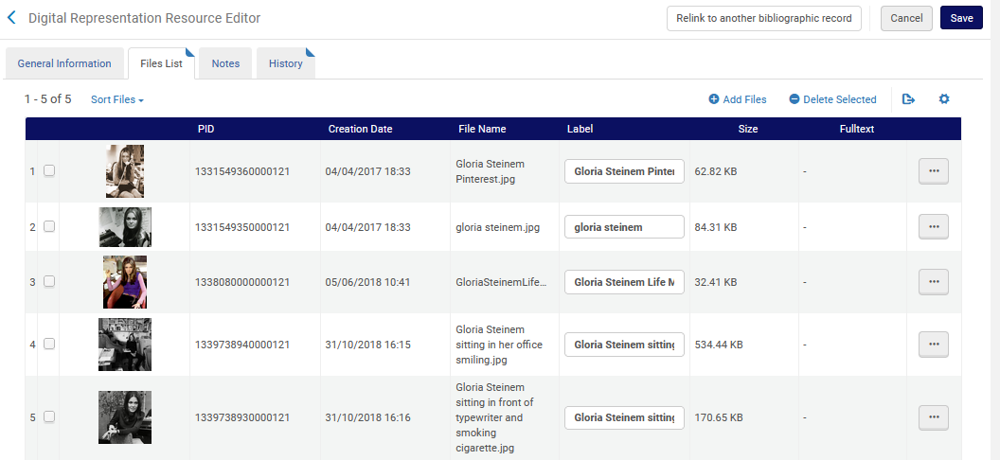 Digital Representation Resource Editor
Relink to another bibliographic record
Cancel
Save
General Information
Files List
Notes
History
1 - 5 of 5
Sort Files
Add Files
Delete Selected
PID Creation Date File Name Label Size Fulltext
1 1331549360000121 04/04/2017 18:33 Gloria Steinem
Pinterest.jpg
Gloria Steinem Pinter 62.82 KB -
2 1331549350000121 04/04/2017 18:33 gloria steinem.jpg gloria steinem 84.31 KB -
3 1338080000000121 05/06/2018 10:41 GloriaSteinemLife... Gloria Steinem Life M 32.41 KB -
4 1339738940000121 31/10/2018 16:15 Gloria Steinem
sitting in her office
smiling.jpg
Gloria Steinem sitting 534.44 KB -
5 1339738930000121 31/10/2018 16:16 Gloria Steinem
sitting in front of
typewriter and
smoking
cigarette.jpg
Gloria Steinem sitting 170.65 KB -